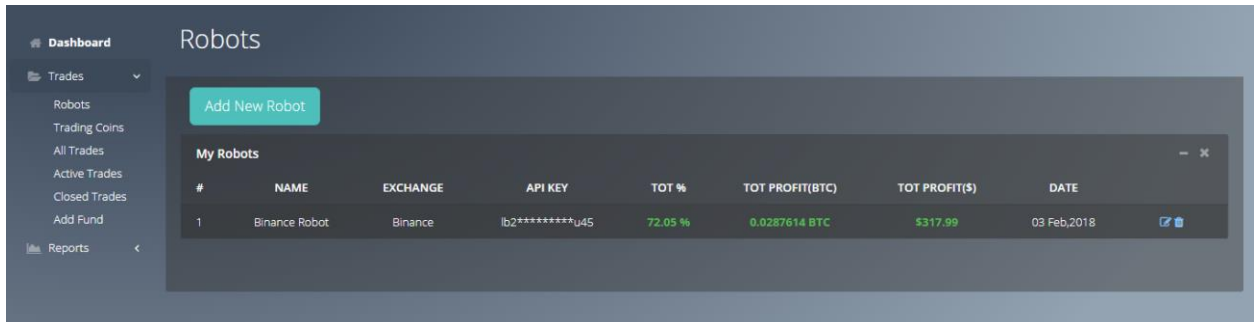 Dashboard
Trades
Robots
Trading Coins
All Trades
Active Trades
Closed Trades
Add Fund
Reports
Robots
Add New Robot
My Robots
# NAME EXCHANGE API KEY TOT % TOT PROFIT(BTC) TOT PROFIT($) DATE
1 Binance Robot Binance lb2*********u45 72.05 % 0.0287614 BTC $317.99 03 Feb,2018